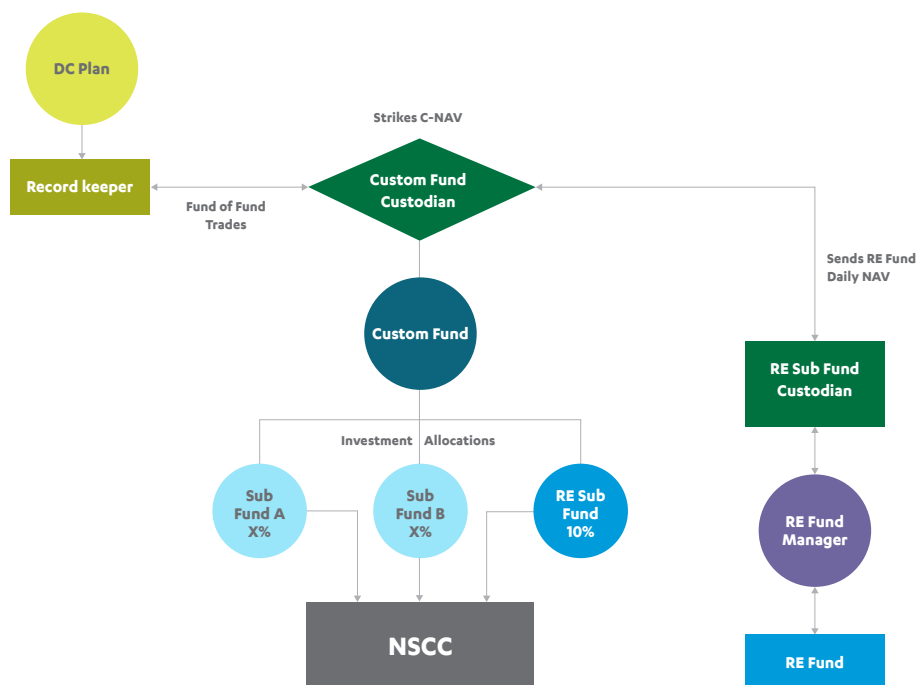 DC Plan
Strikes C-NAV
Record keeper
Custom Fund
Custodian
Fund of Fund
Trades
Sends RE Fund
Daily NAV
Custom Fund
RE Sub Fund
Custodian
Investment Allocations
Sub
Fund A
X%
Sub
Fund B
X%
RE Sub
Fund
10%
RE Fund
Manager
NSCC
RE Fund